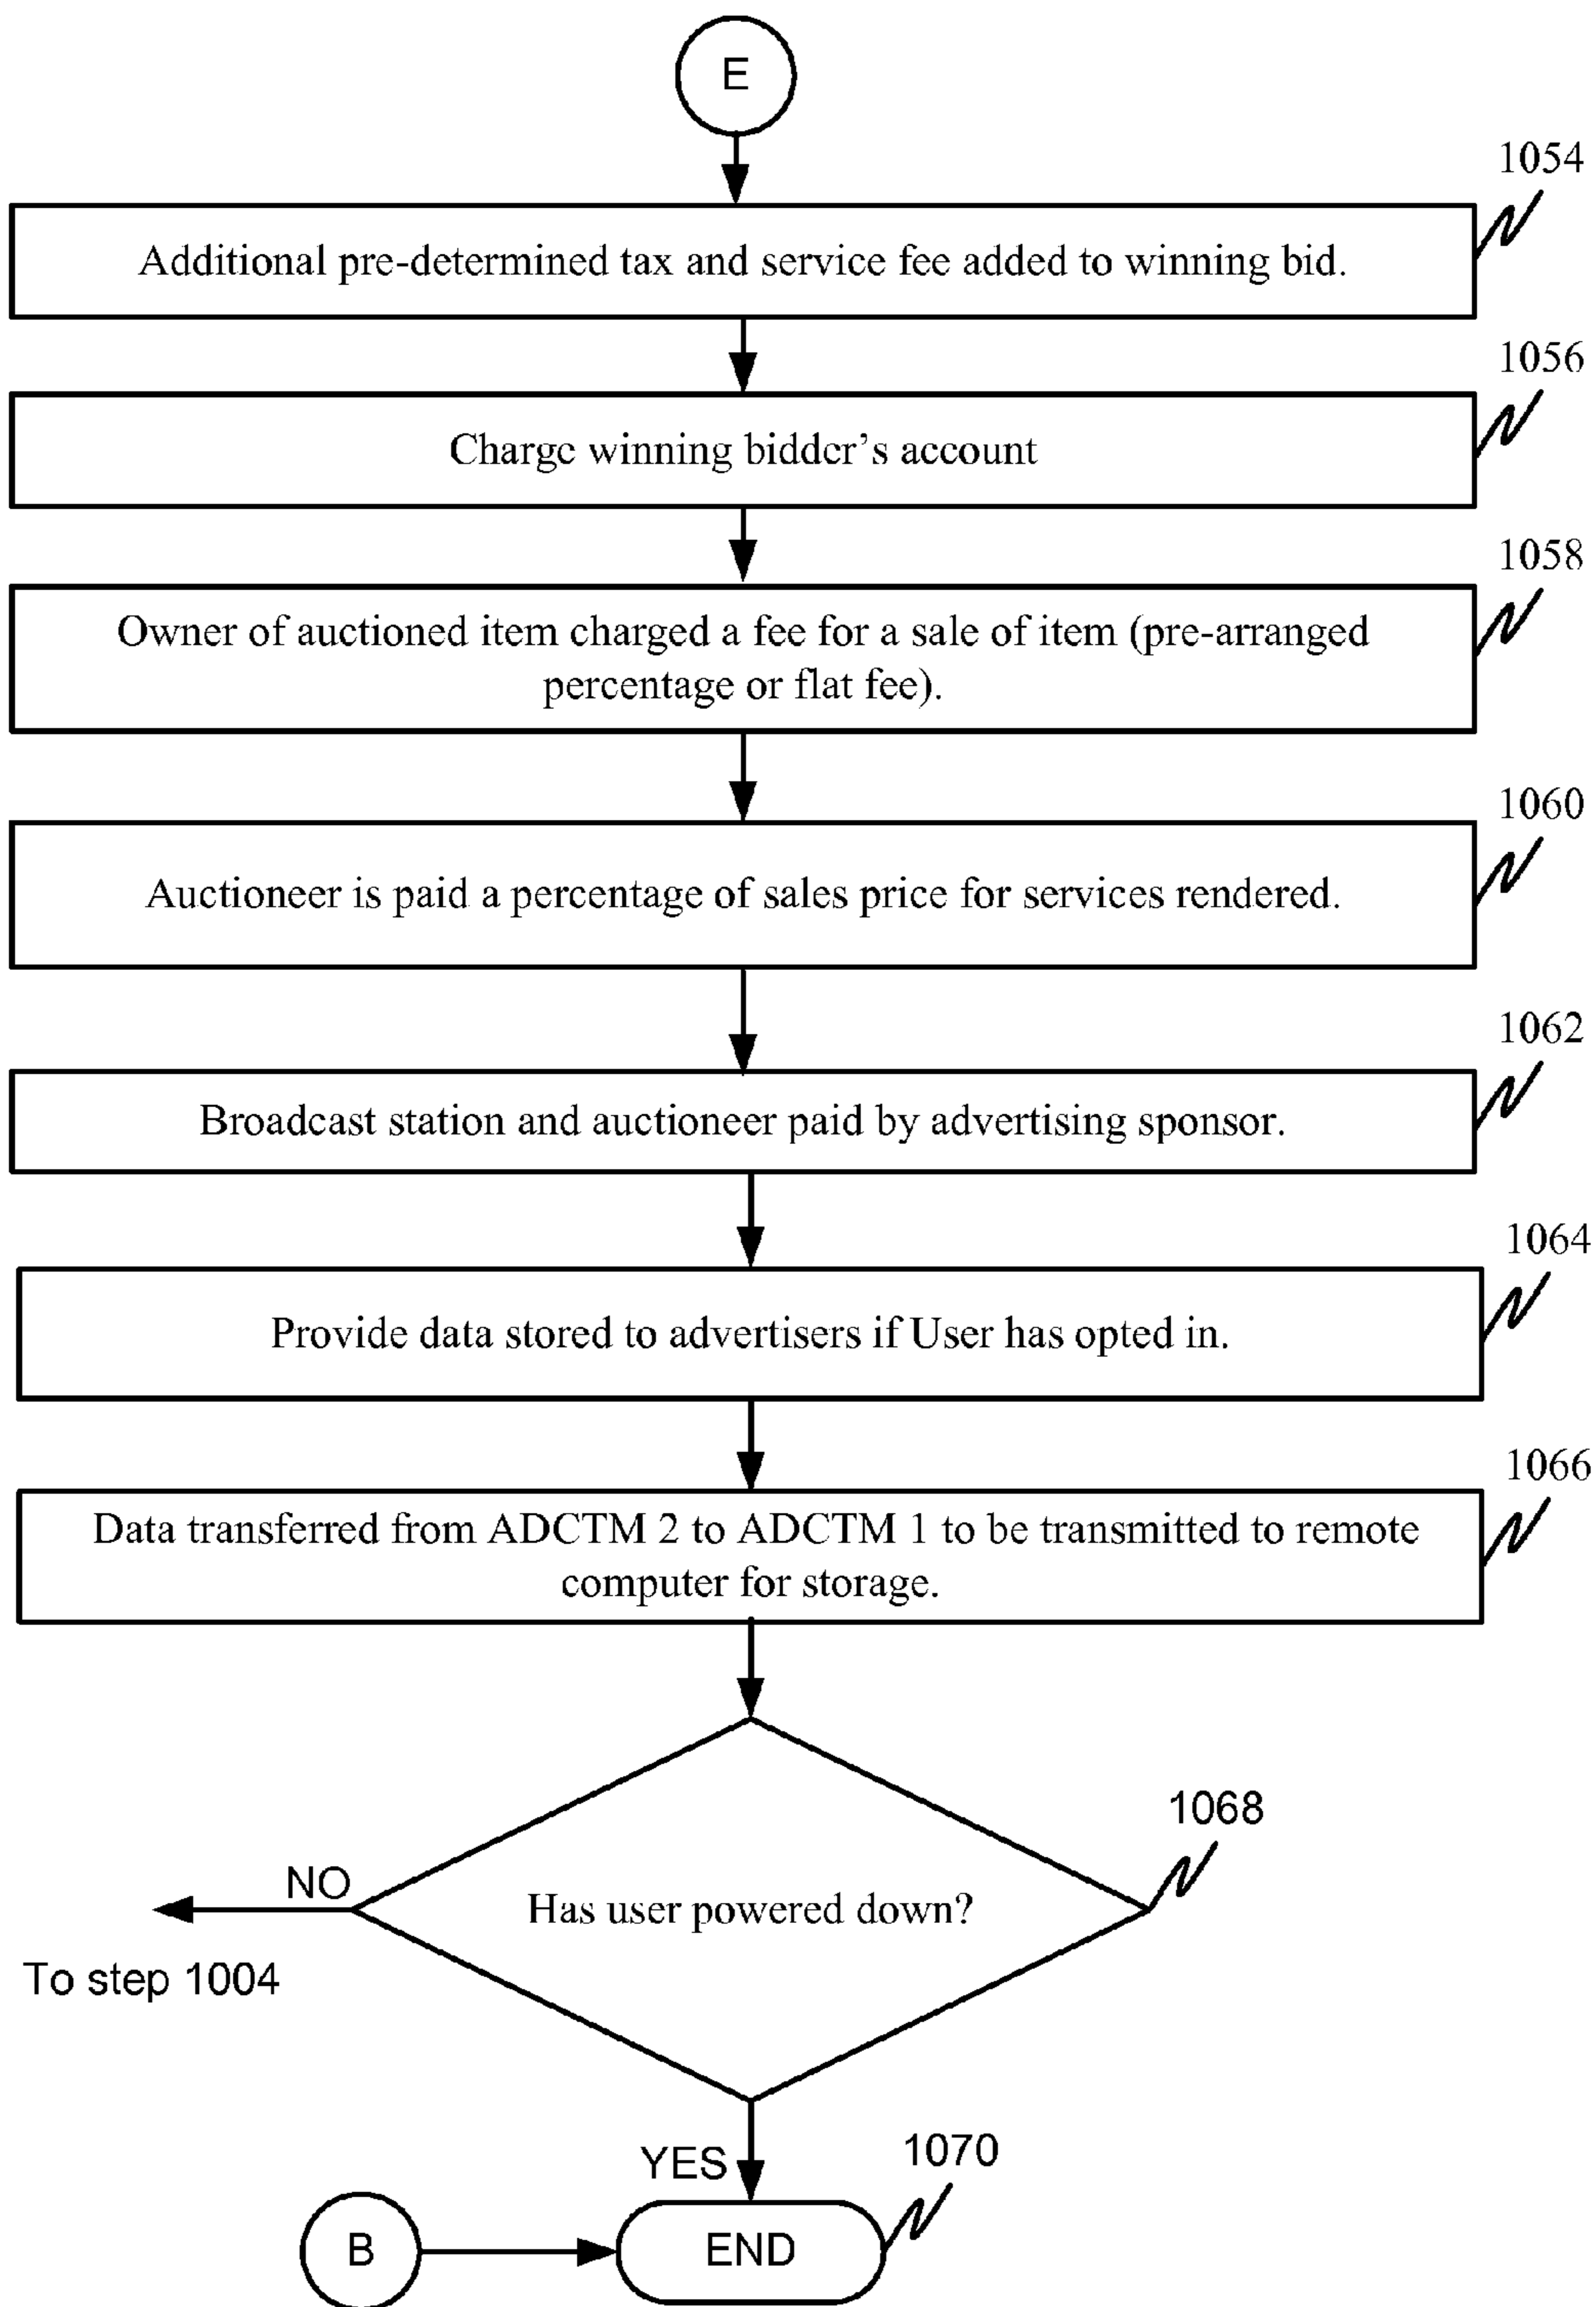 E
1054
Additional pre-determined tax and service fee added to winning bid.
1056
Charge winning bidder's account
1058
Owner of auctioned item charged a fee for a sale of item (pre-arranged
percentage or flat fee).
1060
Auctioneer is paid a percentage of sales price for services rendered.
1062
Broadcast station and auctioneer paid by advertising sponsor.
1064
Provide data stored to advertisers if User has opted in.
1066
Data transferred from ADCTM 2 to ADCTM 1 to be transmitted to remote
computer for storage.
1068
NO
Has user powered down?
To step 1004
YES
1070
B
END